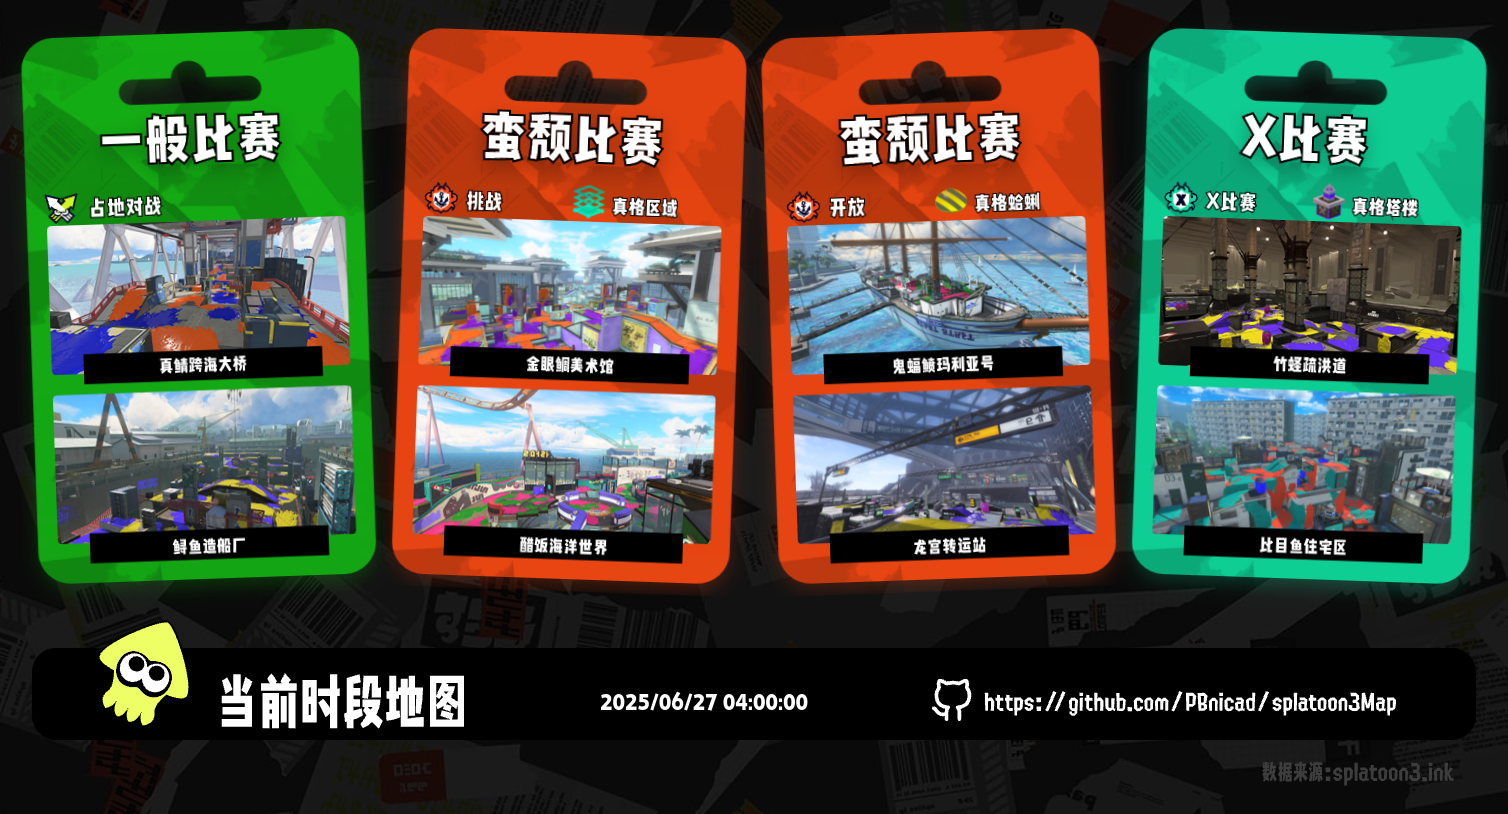 一般比赛
占地对战
真鲭跨海大桥
鲟鱼造船厂
蛮颓比赛
挑战
真格区域
金眼鲷美术馆
醋饭海洋世界
蛮颓比赛
开放
真格蛤蜊
鬼蝠鲼玛利亚号
龙宫转运站
X比赛
X比赛
真格塔楼
竹蛏疏洪道
比目鱼住宅区
当前时段地图
2025/06/27 04:00:00
https://github.com/PBnicad/splatoon3Map
数据来源:splatoon3.ink